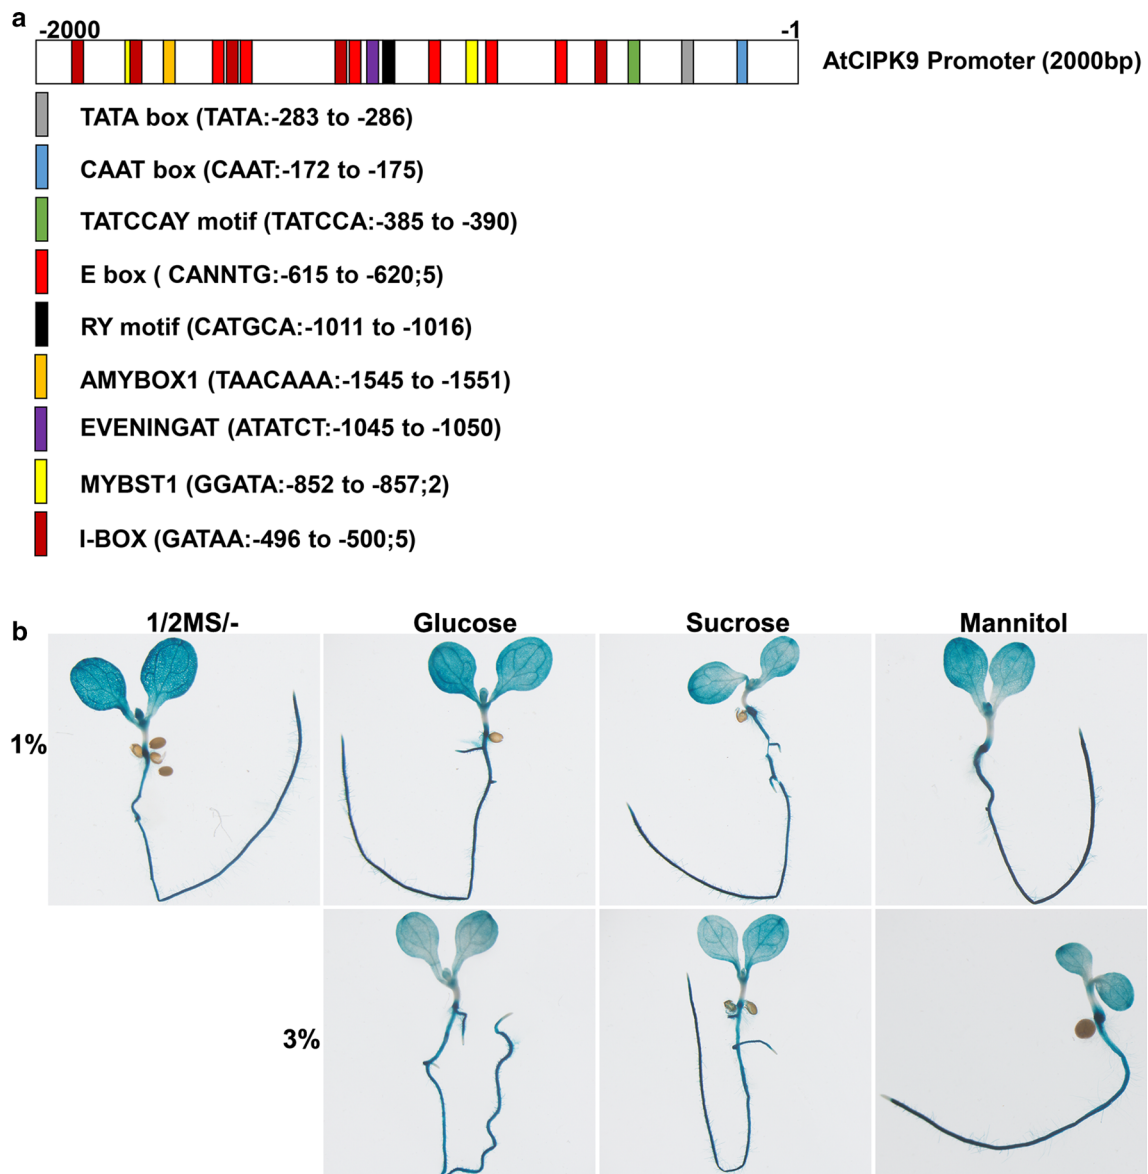 a
-2000 -1
AtCIPK9 Promoter (2000bp)
TATA box (TATA:-283 to -286)
CAAT box (CAAT:-172 to -175)
TATCCAY motif (TATCCA:-385 to -390)
E box ( CANNTG:-615 to -620;5)
RY motif (CATGCA:-1011 to -1016)
AMYBOX1 (TAACAAA:-1545 to -1551)
EVENINGAT (ATATCT:-1045 to -1050)
MYBST1 (GGATA:-852 to -857;2)
I-BOX (GATAA:-496 to -500;5)
b
1/2MS/- Glucose Sucrose Mannitol
1%
3%